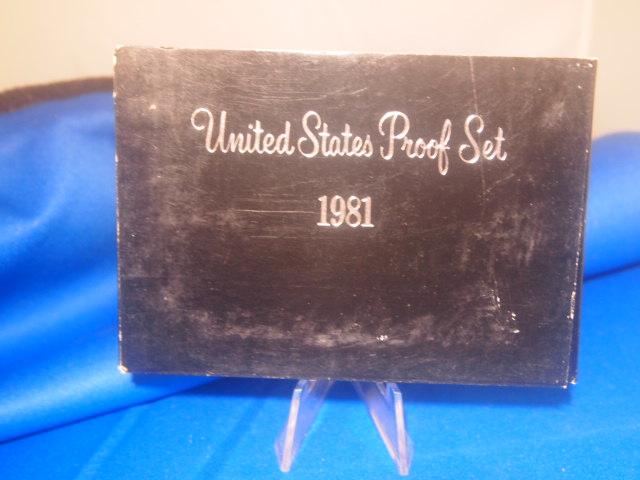 United States Proof Set
1981